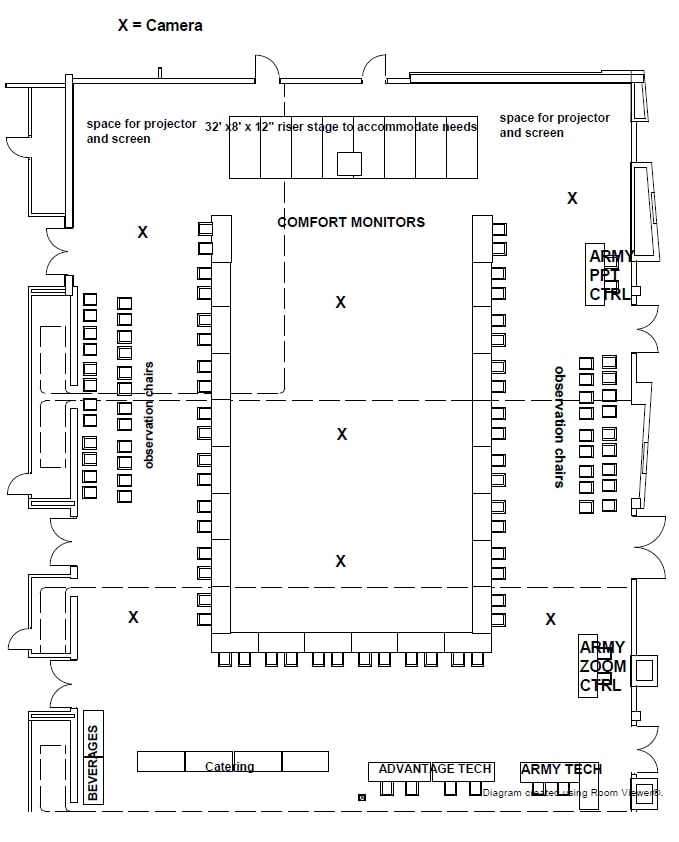 X = Camera
space for projector
and screen
32' x8' x 12" riser stage to accommodate needs
space for projector
and screen
X
X
COMFORT MONITORS
ARMY
PPT
CTRL
X
observation chairs
observation chairs
X
X
X
X
ARMY
ZOOM
CTRL
BEVERAGES
Catering
ADVANTAGE TECH
ARMY TECH
Diagram created using Room Viewer®.